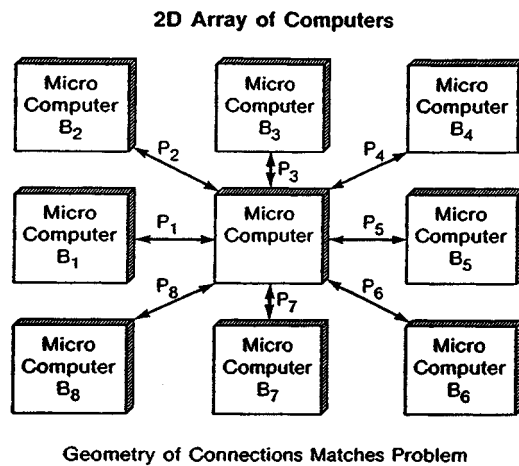 2D Array of Computers
Micro
Computer
B2
Micro
Computer
B3
Micro
Computer
B4
P2
P3
P4
Micro
Computer
B1
P1
Micro
Computer
P5
Micro
Computer
B5
P8
P7
P6
Micro
Computer
B8
Micro
Computer
B7
Micro
Computer
B6
Geometry of Connections Matches Problem